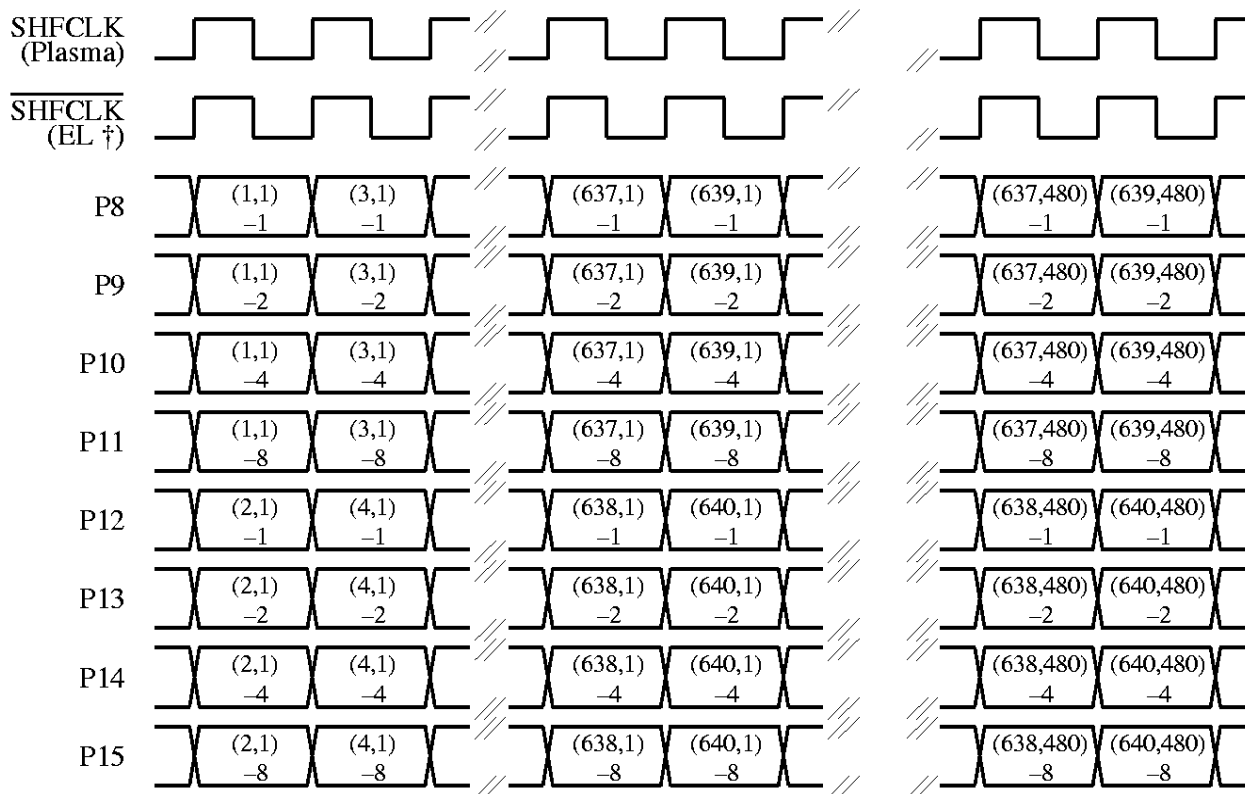 SHFCLK
(Plasma)
SHFCLK
(EL †)
P8
(1,1) (3,1) (637,1) (639,1) (637,480) (639,480)
–1 –1 –1 –1 –1 –1
P9
(1,1) (3,1) (637,1) (639,1) (637,480) (639,480)
–2 –2 –2 –2 –2 –2
P10
(1,1) (3,1) (637,1) (639,1) (637,480) (639,480)
–4 –4 –4 –4 –4 –4
P11
(1,1) (3,1) (637,1) (639,1) (637,480) (639,480)
–8 –8 –8 –8 –8 –8
P12
(2,1) (4,1) (638,1) (640,1) (638,480) (640,480)
–1 –1 –1 –1 –1 –1
P13
(2,1) (4,1) (638,1) (640,1) (638,480) (640,480)
–2 –2 –2 –2 –2 –2
P14
(2,1) (4,1) (638,1) (640,1) (638,480) (640,480)
–4 –4 –4 –4 –4 –4
P15
(2,1) (4,1) (638,1) (640,1) (638,480) (640,480)
–8 –8 –8 –8 –8 –8